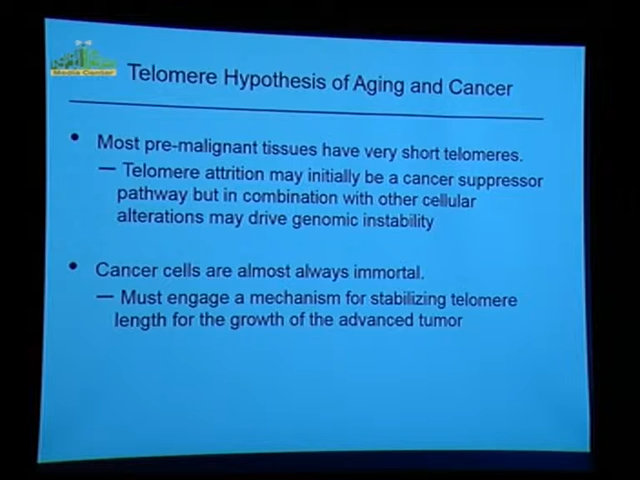 Media Center
Telomere Hypothesis of Aging and Cancer
• Most pre-malignant tissues have very short telomeres.
— Telomere attrition may initially be a cancer suppressor
pathway but in combination with other cellular
alterations may drive genomic instability
• Cancer cells are almost always immortal.
— Must engage a mechanism for stabilizing telomere
length for the growth of the advanced tumor